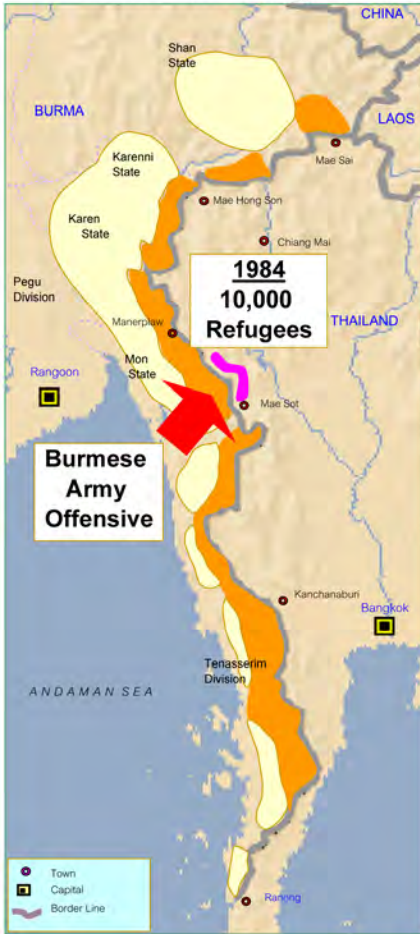 CHINA
Shan
State
BURMA
LAOS
Mae Sai
Karenni
State
Mae Hong Son
Karen
State
Chiang Mai
1984
10,000
Refugees
Pegu
Division
THAILAND
Manerplaw
Mon
State
Rangoon
Mae Sot
Burmese
Army
Offensive
Kanchanaburi
Bangkok
Tenasserim
Division
ANDAMAN SEA
Town
Capital
Border Line
Ranong